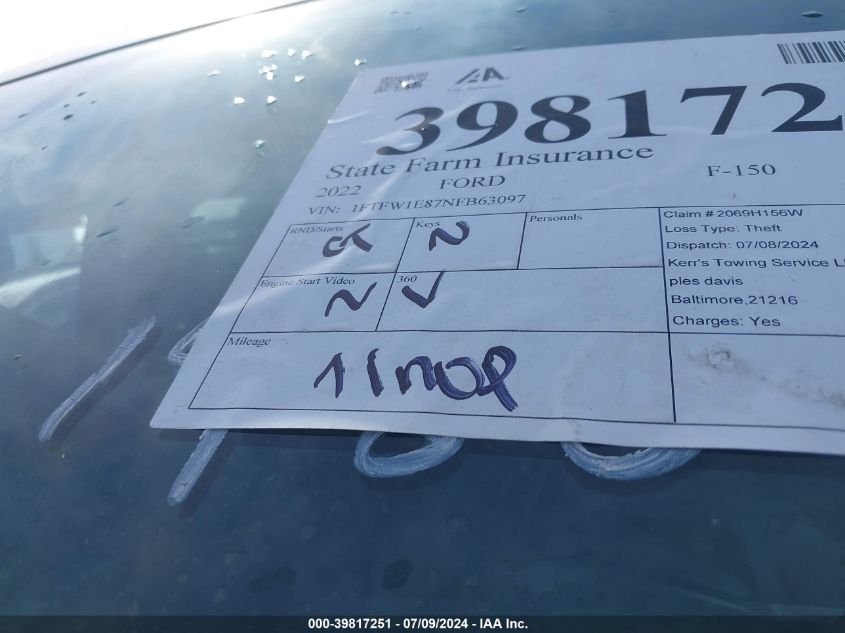 IAA
398172
State Farm Insurance
2022 FORD F-150
VIN: 1FTFW1E87NFB63097
RND/Starts Keys N Personals
Engine Start Video N 360
Mileage
1 Inop
Claim # 2069H156W
Loss Type: Theft
Dispatch: 07/08/2024
Kerr's Towing Service
ples davis
Baltimore,21216
Charges: Yes
000-39817251 - 07/09/2024 - IAA Inc.